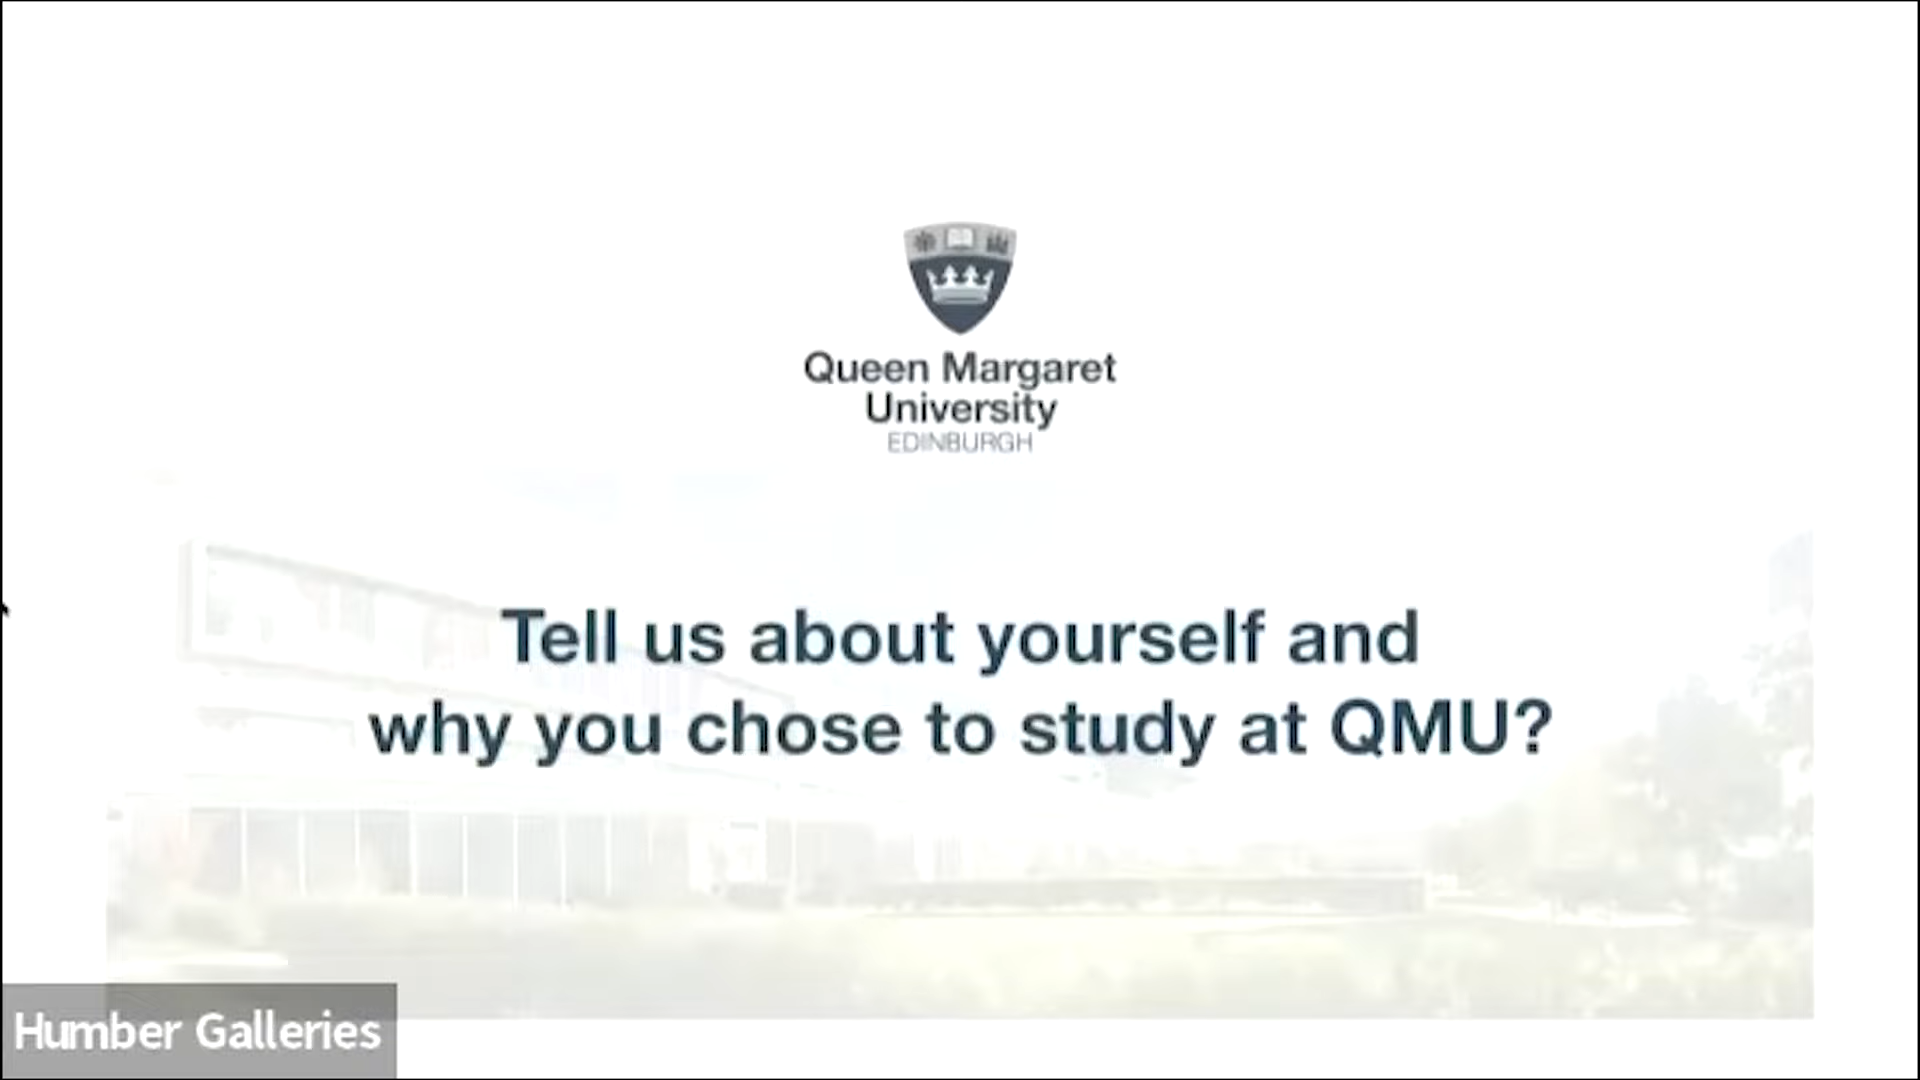 Queen Margaret
University
EDINBURGH
Tell us about yourself and
why you chose to study at QMU?
Humber Galleries